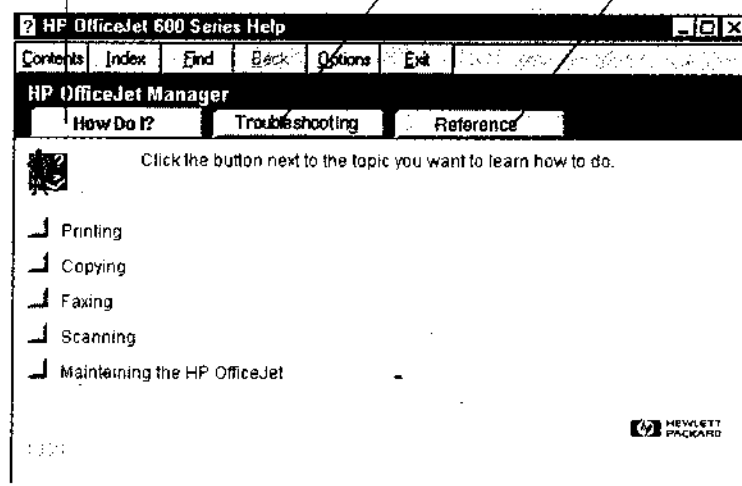 ? HP OfficeJet 600 Series Help
Contents Index Find Back Options Exit
HP OfficeJet Manager
How Do I? Troubleshooting Reference
Click the button next to the topic you want to learn how to do.
Printing
Copying
Faxing
Scanning
Maintaining the HP OfficeJet
hp HEWLETT
PACKARD